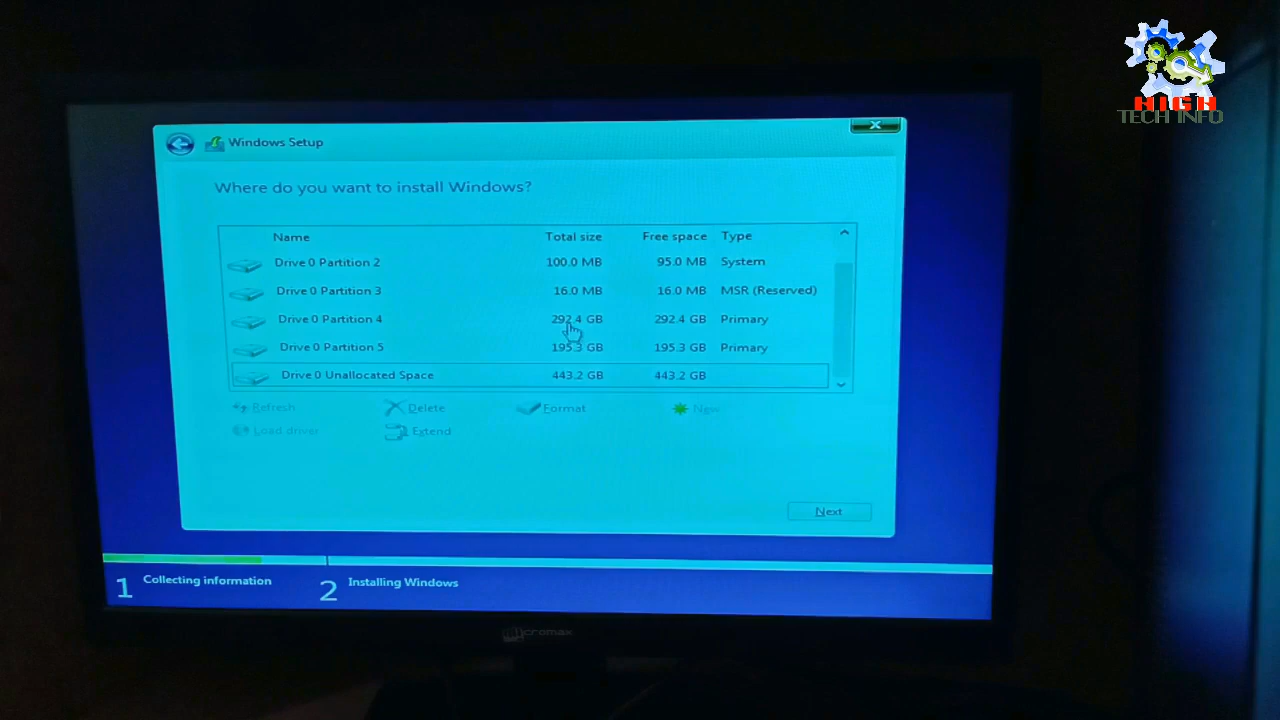 HIGH
TECH INFO
Windows Setup
Where do you want to install Windows?
Name Total size Free space Type
Drive 0 Partition 2 100.0 MB 95.0 MB System
Drive 0 Partition 3 16.0 MB 16.0 MB MSR (Reserved)
Drive 0 Partition 4 292.4 GB 292.4 GB Primary
Drive 0 Partition 5 195.3 GB 195.3 GB Primary
Drive 0 Unallocated Space 443.2 GB 443.2 GB
Refresh Delete Format New
Load driver Extend
Next
1 Collecting information 2 Installing Windows
micromax